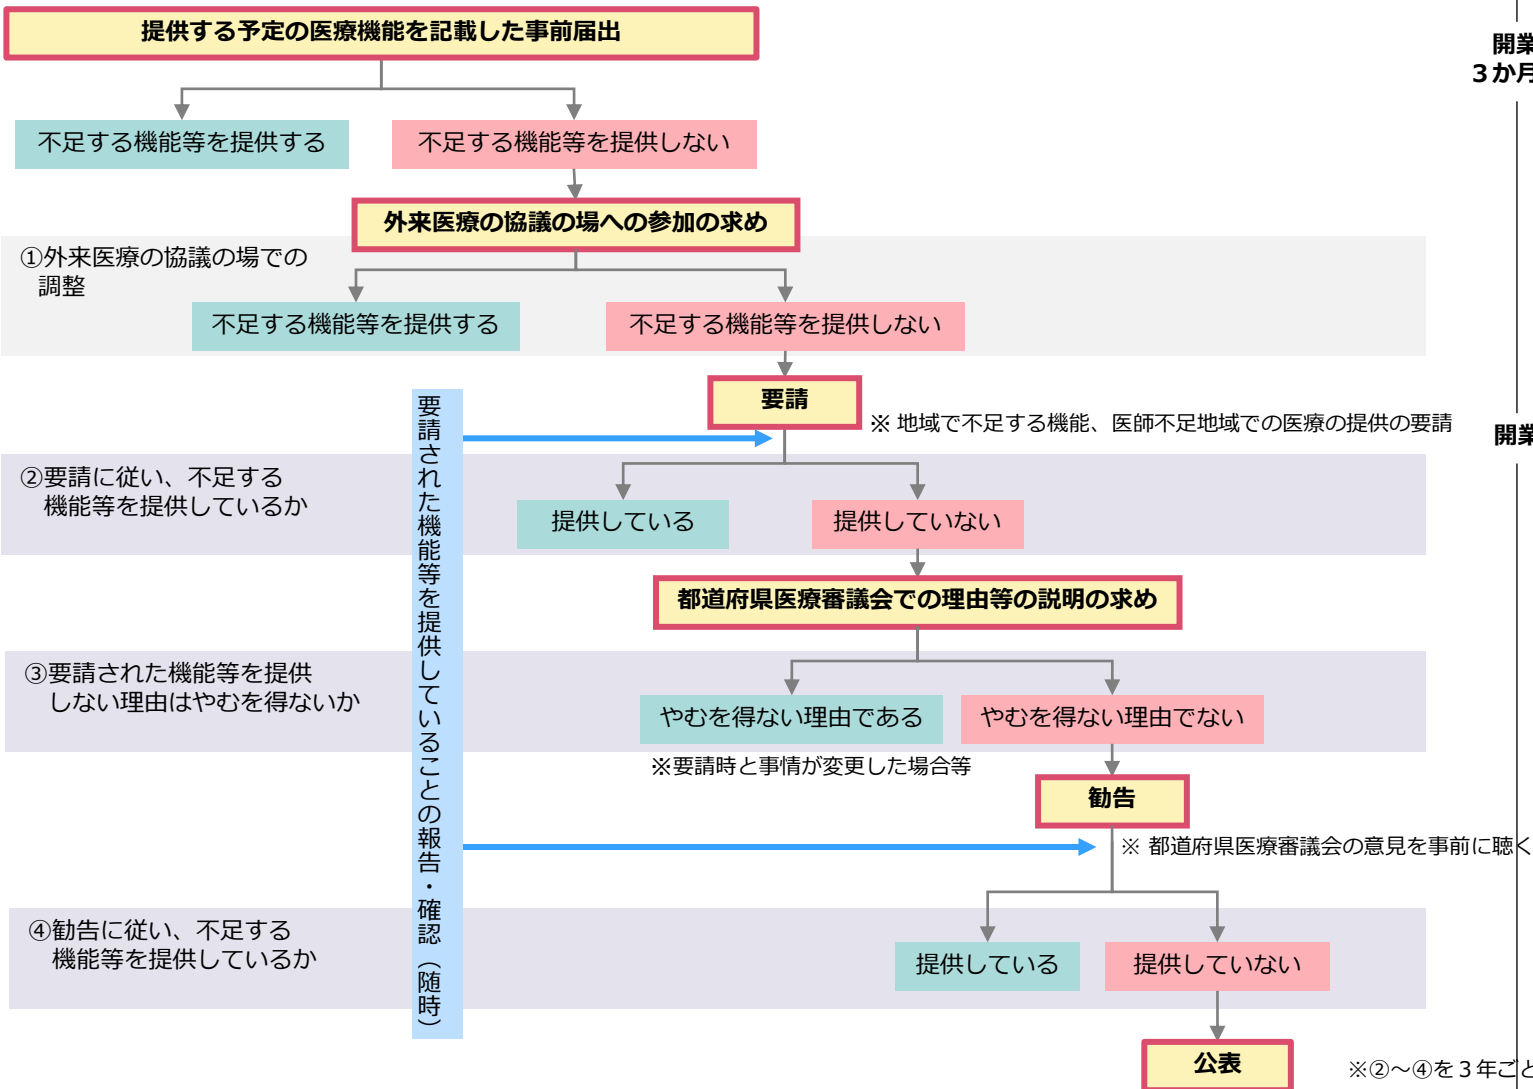 提供する予定の医療機能を記載した事前届出
開業
３か月
不足する機能等を提供する
不足する機能等を提供しない
外来医療の協議の場への参加の求め
①外来医療の協議の場での
調整
不足する機能等を提供する
不足する機能等を提供しない
要請
※ 地域で不足する機能、医師不足地域での医療の提供の要請
開業
要請された機能等を提供していることの報告・確認（随時）
②要請に従い、不足する
機能等を提供しているか
提供している
提供していない
都道府県医療審議会での理由等の説明の求め
③要請された機能等を提供
しない理由はやむを得ないか
やむを得ない理由である
やむを得ない理由でない
※要請時と事情が変更した場合等
勧告
※ 都道府県医療審議会の意見を事前に聴く
④勧告に従い、不足する
機能等を提供しているか
提供している
提供していない
公表
※②～④を３年ごと